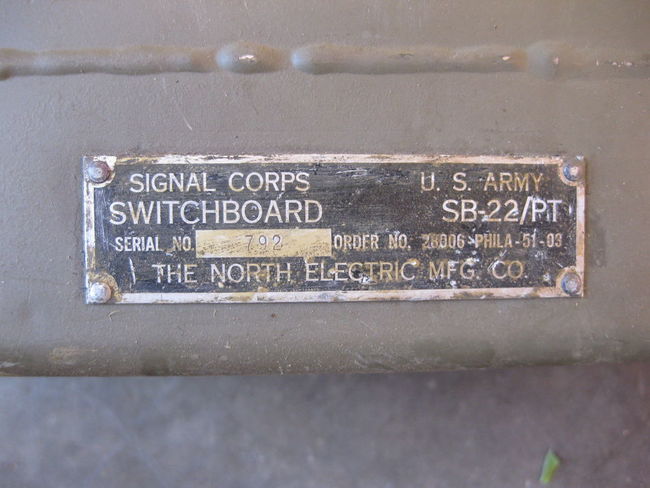 SIGNAL CORPS U. S. ARMY
SWITCHBOARD SB-22/PT
SERIAL NO. 792 ORDER NO. 28006-PHILA-51-03
THE NORTH ELECTRIC MFG. CO.